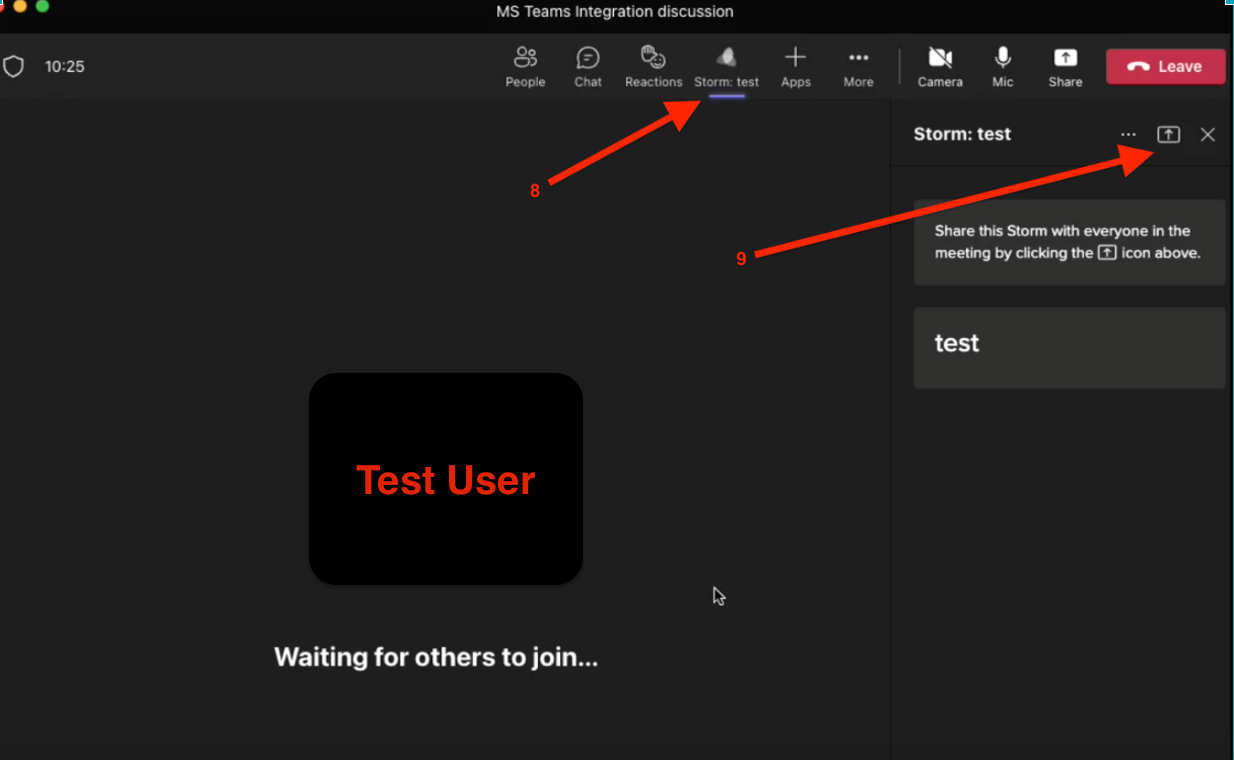 MS Teams Integration discussion
10:25
People
Chat
Reactions
Storm: test
Apps
More
Camera
Mic
Share
Leave
Storm: test
8
9
Share this Storm with everyone in the
meeting by clicking the icon above.
test
Test User
Waiting for others to join...